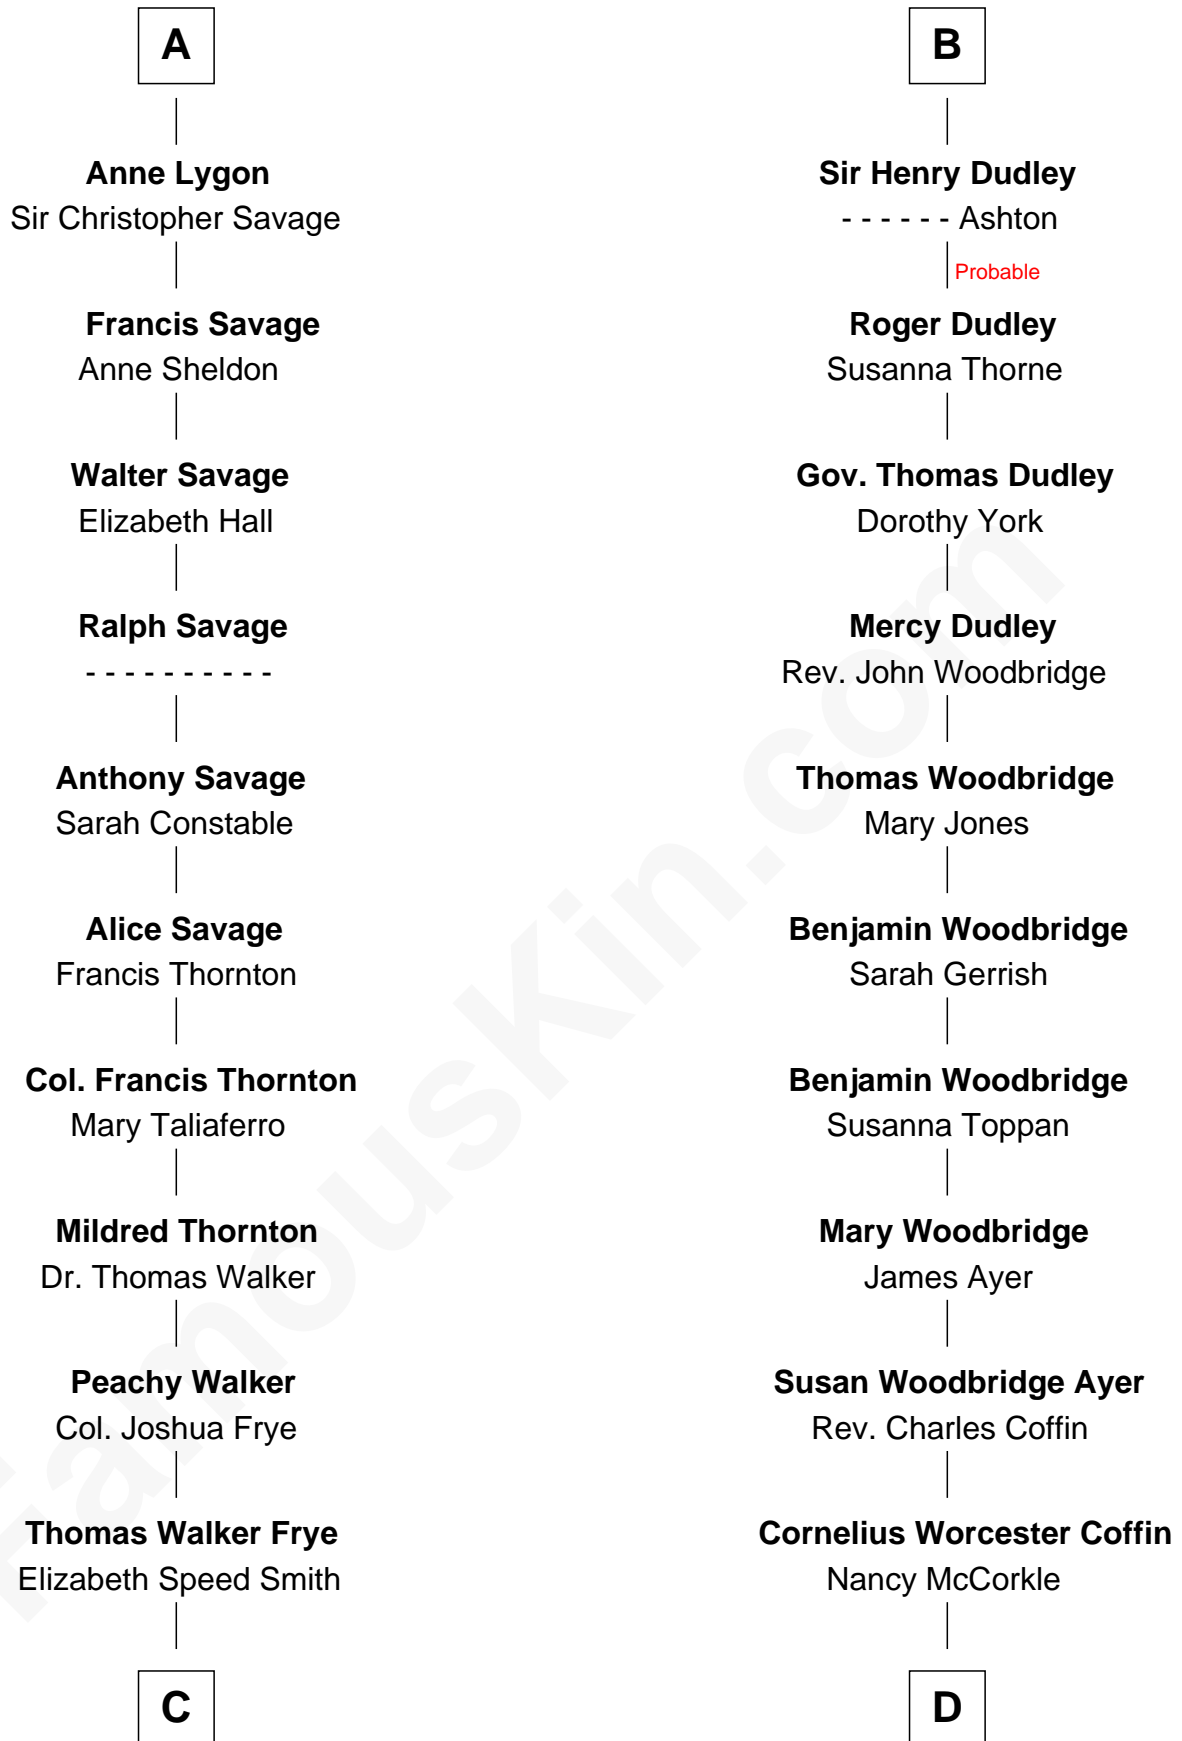 A
Anne Lygon
Sir Christopher Savage
Francis Savage
Anne Sheldon
Walter Savage
Elizabeth Hall
Ralph Savage
- - - - - - - - - -
Anthony Savage
Sarah Constable
Alice Savage
Francis Thornton
Col. Francis Thornton
Mary Taliaferro
Mildred Thornton
Dr. Thomas Walker
Peachy Walker
Col. Joshua Frye
Thomas Walker Frye
Elizabeth Speed Smith
C
B
Sir Henry Dudley
- - - - - - Ashton
Probable
Roger Dudley
Susanna Thorne
Gov. Thomas Dudley
Dorothy York
Mercy Dudley
Rev. John Woodbridge
Thomas Woodbridge
Mary Jones
Benjamin Woodbridge
Sarah Gerrish
Benjamin Woodbridge
Susanna Toppan
Mary Woodbridge
James Ayer
Susan Woodbridge Ayer
Rev. Charles Coffin
Cornelius Worcester Coffin
Nancy McCorkle
D
FamousKin.com